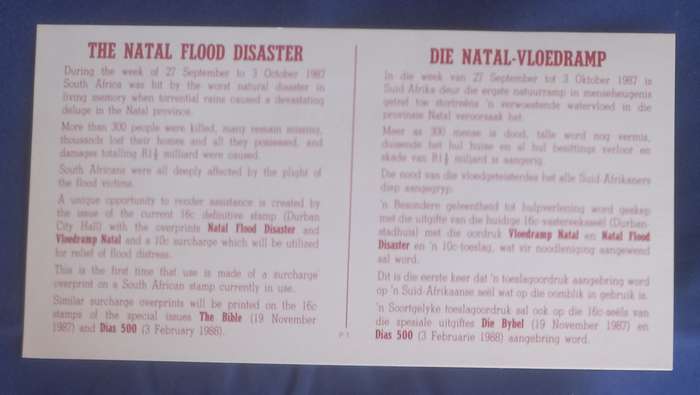 THE NATAL FLOOD DISASTER
During the week of 27 September to 3 October 1987
South Africa was hit by the worst natural disaster in
living memory when torrential rains caused a devastating
deluge in the Natal province.
More than 300 people were killed, many remain missing,
thousands lost their homes and all they possessed, and
damages totalling R1½ milliard were caused.
South Africans were all deeply affected by the plight of
the flood victims.
A unique opportunity to render assistance is created by
the issue of the current 16c definitive stamp (Durban
City Hall) with the overprints Natal Flood Disaster and
Vloedramp Natal and a 10c surcharge which will be utilized
for relief of flood distress.
This is the first time that use is made of a surcharge
overprint on a South African stamp currently in use.
Similar surcharge overprints will be printed on the 16c
stamps of the special issues The Bible (19 November
1987) and Dias 500 (3 February 1988).
DIE NATAL-VLOEDRAMP
In die week van 27 September tot 3 Oktober 1987 is
Suid-Afrika deur die ergste natuurramp in menseheugenis
getref toe stortreëns 'n verwoestende watervloed in die
provinsie Natal veroorsaak het.
Meer as 300 mense is dood, talle word nog vermis,
duisende het hul huise en al hul besittings verloor en
skade van R1½ miljard is aangerig.
Die nood van die vloedgeteisterdes het alle Suid-Afrikaners
diep aangegryp.
'n Besondere geleentheid tot hulpverlening word geskep
met die uitgifte van die huidige 16c-vasteveeksseël (Durban-
stadhuis) met die oordruk Vloedramp Natal en Natal Flood
Disaster en 'n 10c-toeslag, wat vir noodleniging aangewend
sal word.
Dit is die eerste keer dat 'n toeslagoordruk aangebring word
op 'n Suid-Afrikaanse seël wat op die oomblik in gebruik is.
'n Soortgelyke toeslagoordruk sal ook op die 16c-seëls van
die spesiale uitgiftes Die Bybel (19 November 1987) en
Dias 500 (3 Februarie 1988) aangebring word.